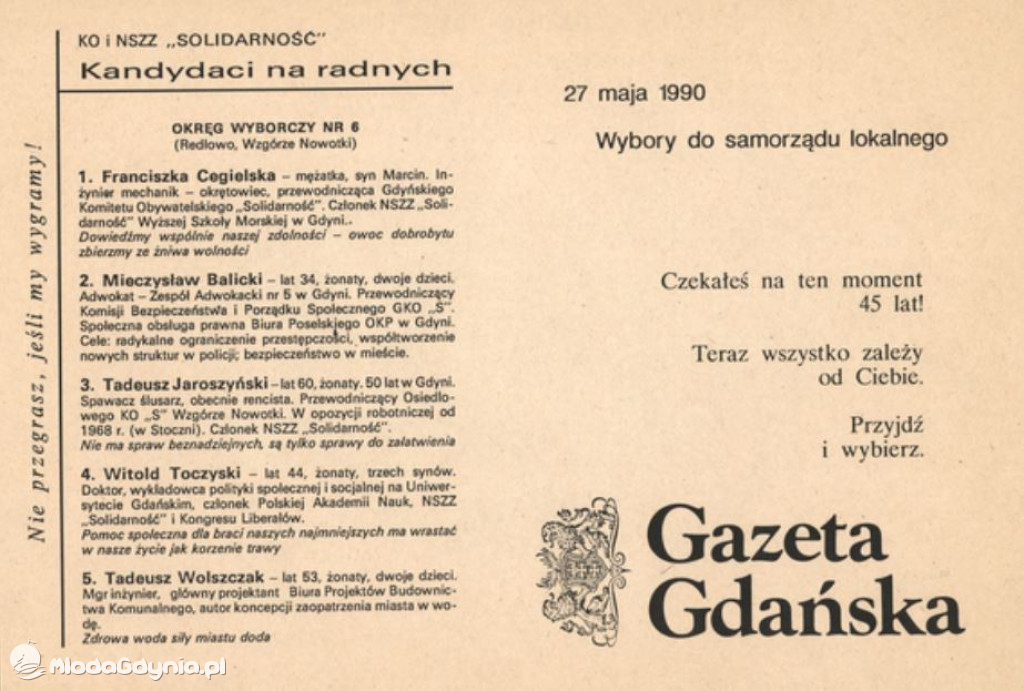 KO i NSZZ „SOLIDARNOŚĆ”
Kandydaci na radnych
OKRĘG WYBORCZY NR 6
(Redłowo, Wzgórze Nowotki)
1. Franciszka Cegielska – mężatka, syn Marcin. In-
żynier mechanik – okrętowiec, przewodnicząca Gdyńskiego
Komitetu Obywatelskiego „Solidarność”. Członek NSZZ „Soli-
darność” Wyższej Szkoły Morskiej w Gdyni..
Dowiedźmy wspólnie naszej zdolności – owoc dobrobytu
zbierzmy ze żniwa wolności
2. Mieczysław Balicki – lat 34, żonaty, dwoje dzieci.
Adwokat – Zespół Adwokacki nr 5 w Gdyni. Przewodniczący
Komisji Bezpieczeństwa i Porządku Społecznego GKO „S”.
Społeczna obsługa prawna Biura Poselskiego OKP w Gdyni.
Cele: radykalne ograniczenie przestępczości, współtworzenie
nowych struktur w policji; bezpieczeństwo w mieście.
3. Tadeusz Jaroszyński – lat 60, żonaty. 50 lat w Gdyni.
Spawacz ślusarz, obecnie rencista. Przewodniczący Osiedlo-
wego KO „S” Wzgórze Nowotki. W opozycji robotniczej od
1968 r. (w Stoczni). Członek NSZZ „Solidarność”.
Nie ma spraw beznadziejnych, są tylko sprawy do załatwienia
4. Witold Toczyski – lat 44, żonaty, trzech synów.
Doktor, wykładowca polityki społecznej i socjalnej na Uniwer-
sytecie Gdańskim, członek Polskiej Akademii Nauk, NSZZ
„Solidarność” i Kongresu Liberałów.
Pomoc społeczna dla braci naszych najmniejszych ma wrastać
w nasze życie jak korzenie trawy
5. Tadeusz Wolszczak – lat 53, żonaty, dwoje dzieci.
Mgr inżynier, główny projektant Biura Projektów Budownic-
twa Komunalnego, autor koncepcji zaopatrzenia miasta w wo-
dę.
Zdrowa woda siły miastu doda
Nie przegrasz, jeśli my wygramy!
27 maja 1990
Wybory do samorządu lokalnego
Czekałeś na ten moment
45 lat!
Teraz wszystko zależy
od Ciebie.
Przyjdź
i wybierz.
Gazeta
Gdańska
MlodaGdynia.pl